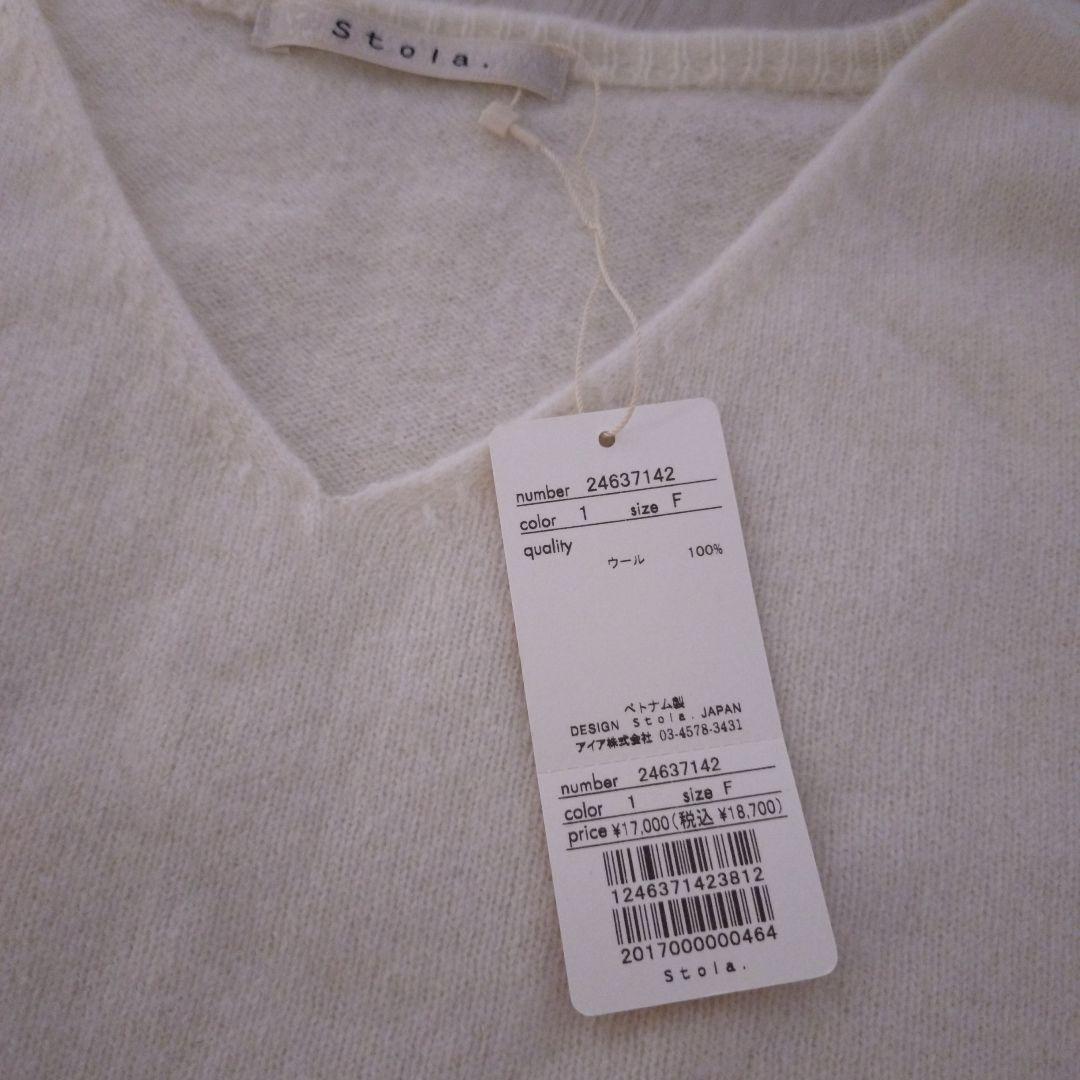 Stola.
number 24637142
color 1 size F
quality
ウール 100%
ベトナム製
DESIGN Stola. JAPAN
アイア株式会社 03-4578-3431
number 24637142
color 1 size F
price ¥17,000(税込 ¥18,700)
1246371423812
2017000000464
Stola.